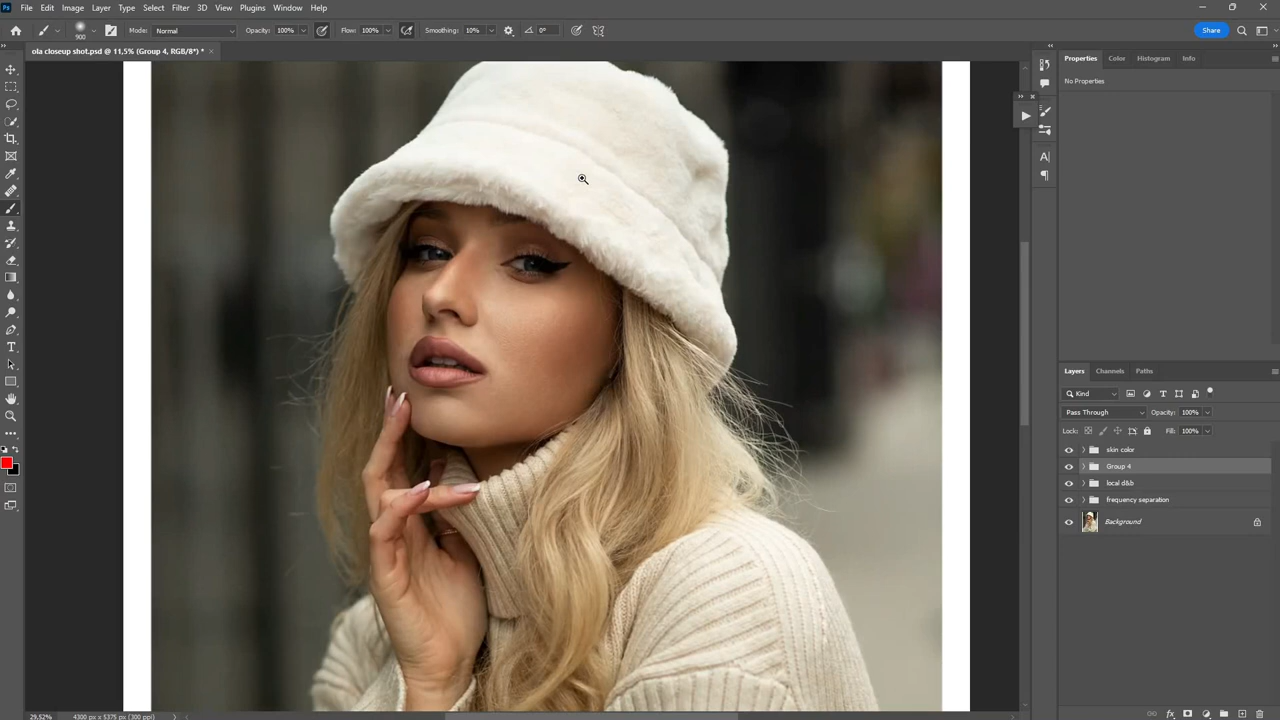 Ps File Edit Image Layer Type Select Filter 3D View Plugins Window Help
900 Mode: Normal Opacity: 100% Flow: 100% Smoothing: 10% 0° Share
ola closeup shot.psd @ 11,5% (Group 4, RGB/8*) * ×
Properties Color Histogram Info
No Properties
Layers Channels Paths
Kind
Pass Through Opacity: 100%
Lock: Fill: 100%
skin color
Group 4
local d&b
frequency separation
Background
29,52% 4300 px x 5375 px (300 ppi)